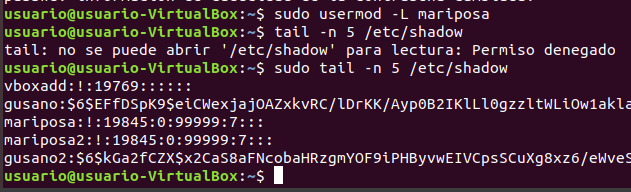 usuario@usuario-VirtualBox:~$ sudo usermod -L mariposa
usuario@usuario-VirtualBox:~$ tail -n 5 /etc/shadow
tail: no se puede abrir '/etc/shadow' para lectura: Permiso denegado
usuario@usuario-VirtualBox:~$ sudo tail -n 5 /etc/shadow
vboxadd:!:19769::::::
gusano:$6$EFfDSpK9$eiCWexjajOAZxkvRC/lDrKK/Ayp0B2IKlLl0gzzltWLiOw1akla
mariposa:!:19845:0:99999:7:::
mariposa2:!:19845:0:99999:7:::
gusano2:$6$kGa2fCZX$x2CaS8aFNcobaHRzgmYOF9iPHByvwEIVCpsSCuXg8xz6/eWveS
usuario@usuario-VirtualBox:~$